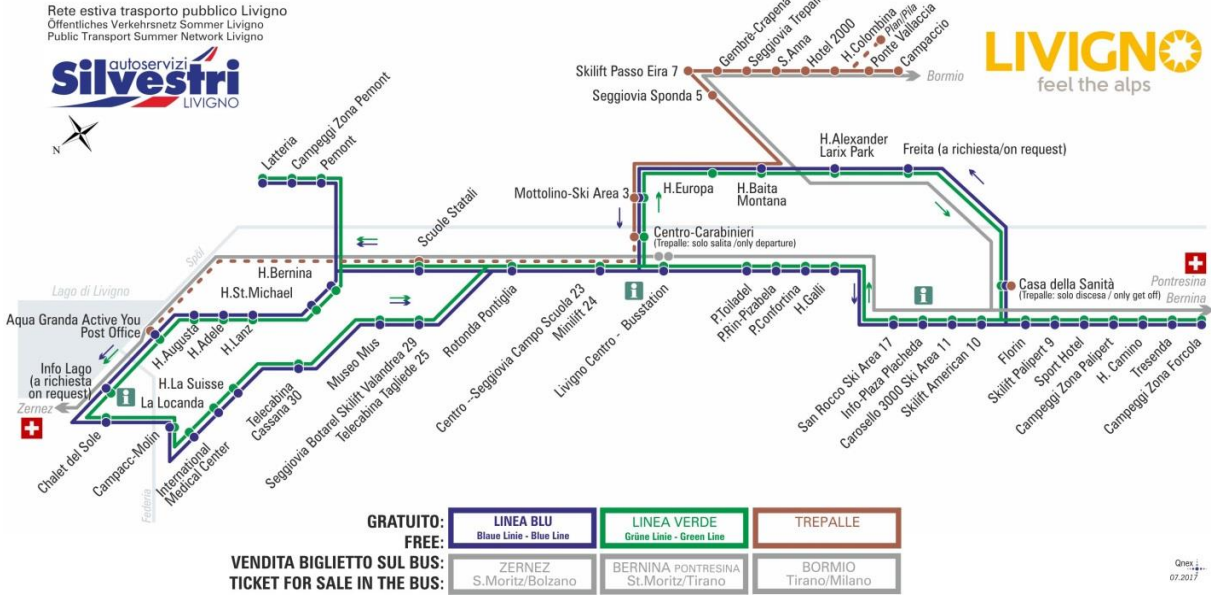 Rete estiva trasporto pubblico Livigno
Öffentliches Verkehrsnetz Sommer Livigno
Public Transport Summer Network Livigno
autoservizi
Silvestri
LIVIGNO
N
LIVIGNO
feel the alps
Skilift Passo Eira 7
Seggiovia Sponda 5
Gembrè-Crapena
Seggiovia Trepalle
S.Anna
Hotel 2000
H.Colombina
Plan/Pila
Ponte Vallaccia
Campaccio
Bormio
Latteria
Campeggi Zona Pemont
Pemont
Mottolino-Ski Area 3
H.Europa
H.Baita
Montana
H.Alexander
Larix Park
Freita (a richiesta/on request)
Scuole Statali
Centro-Carabinieri
(Trepalle: solo salita /only departure)
Spöl
Lago di Livigno
H.Bernina
H.St.Michael
Aqua Granda Active You
Post Office
H.Augusta
H.Adele
H.Lanz
Info Lago
(a richiesta
on request)
i
Zernez
H.La Suisse
La Locanda
Chalet del Sole
Campacc-Molin
International
Medical Center
Federia
Telecabina
Cassana 30
Museo Mus
Seggiovia Botarel Skilift Valandrea 29
Telecabina Tagliede 25
Rotonda Pontiglia
Centro --Seggiovia Campo Scuola 23
Minilift 24
i
Livigno Centro - Busstation
P.Toiladel
P.Rin-Pizabela
P.Confortina
H.Galli
i
San Rocco Ski Area 17
Info-Plaza Placheda
Carosello 3000 Ski Area 11
Skilift American 10
Casa della Sanità
(Trepalle: solo discesa / only get off)
Pontresina
Bernina
Florin
Skilift Palipert 9
Sport Hotel
Campeggi Zona Palipert
H. Camino
Tresenda
Campeggi Zona Forcola
GRATUITO:
FREE:
LINEA BLU
Blaue Linie - Blue Line
LINEA VERDE
Grüne Linie - Green Line
TREPALLE
VENDITA BIGLIETTO SUL BUS:
TICKET FOR SALE IN THE BUS:
ZERNEZ
S.Moritz/Bolzano
BERNINA PONTRESINA
St.Moritz/Tirano
BORMIO
Tirano/Milano
Qnex
07.2017